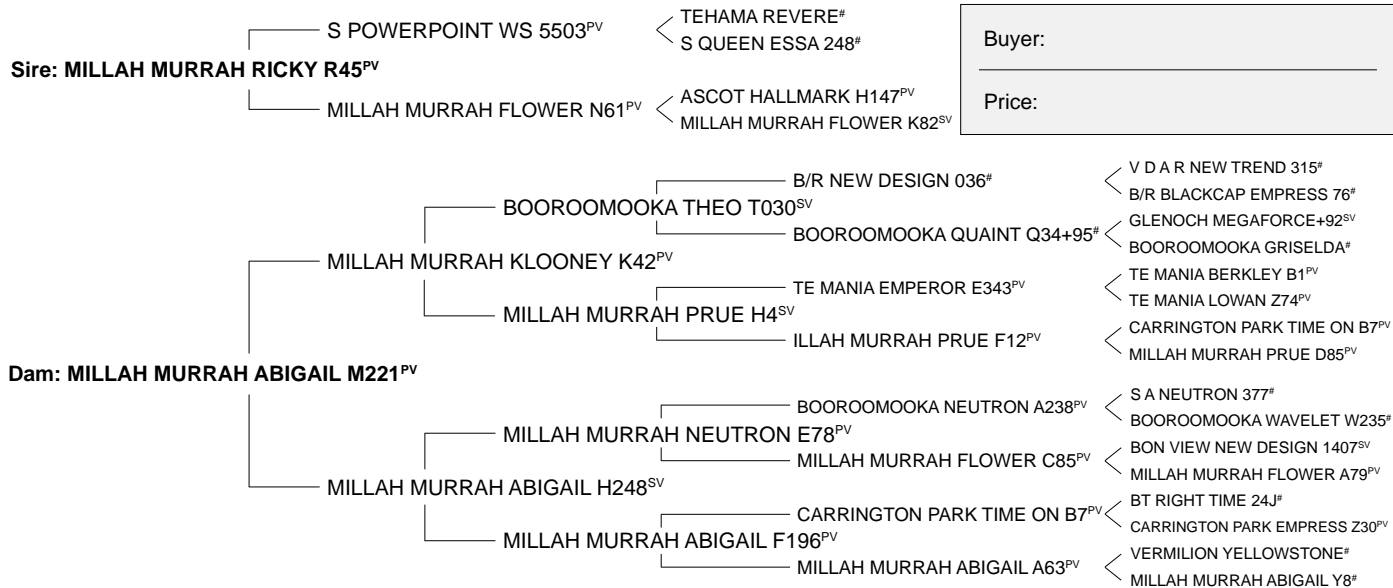 TEHAMA REVERE#
S POWERPOINT WS 5503PV
S QUEEN ESSA 248#
Buyer:
Sire: MILLAH MURRAH RICKY R45PV
ASCOT HALLMARK H147PV
Price:
MILLAH MURRAH FLOWER N61PV
MILLAH MURRAH FLOWER K82SV
V D A R NEW TREND 315#
B/R NEW DESIGN 036#
B/R BLACKCAP EMPRESS 76#
BOOROOMOOKA THEO T030SV
GLENOCH MEGAFORCE+92SV
BOOROOMOOKA QUAINT Q34+95#
BOOROOMOOKA GRISELDA#
MILLAH MURRAH KLOONEY K42PV
TE MANIA BERKLEY B1PV
TE MANIA EMPEROR E343PV
TE MANIA LOWAN Z74PV
MILLAH MURRAH PRUE H4SV
CARRINGTON PARK TIME ON B7PV
ILLAH MURRAH PRUE F12PV
MILLAH MURRAH PRUE D85PV
Dam: MILLAH MURRAH ABIGAIL M221PV
S A NEUTRON 377#
BOOROOMOOKA NEUTRON A238PV
BOOROOMOOKA WAVELET W235#
MILLAH MURRAH NEUTRON E78PV
BON VIEW NEW DESIGN 1407SV
MILLAH MURRAH FLOWER C85PV
MILLAH MURRAH FLOWER A79PV
MILLAH MURRAH ABIGAIL H248SV
BT RIGHT TIME 24J#
CARRINGTON PARK TIME ON B7PV
CARRINGTON PARK EMPRESS Z30PV
MILLAH MURRAH ABIGAIL F196PV
VERMILION YELLOWSTONE#
MILLAH MURRAH ABIGAIL A63PV
MILLAH MURRAH ABIGAIL Y8#